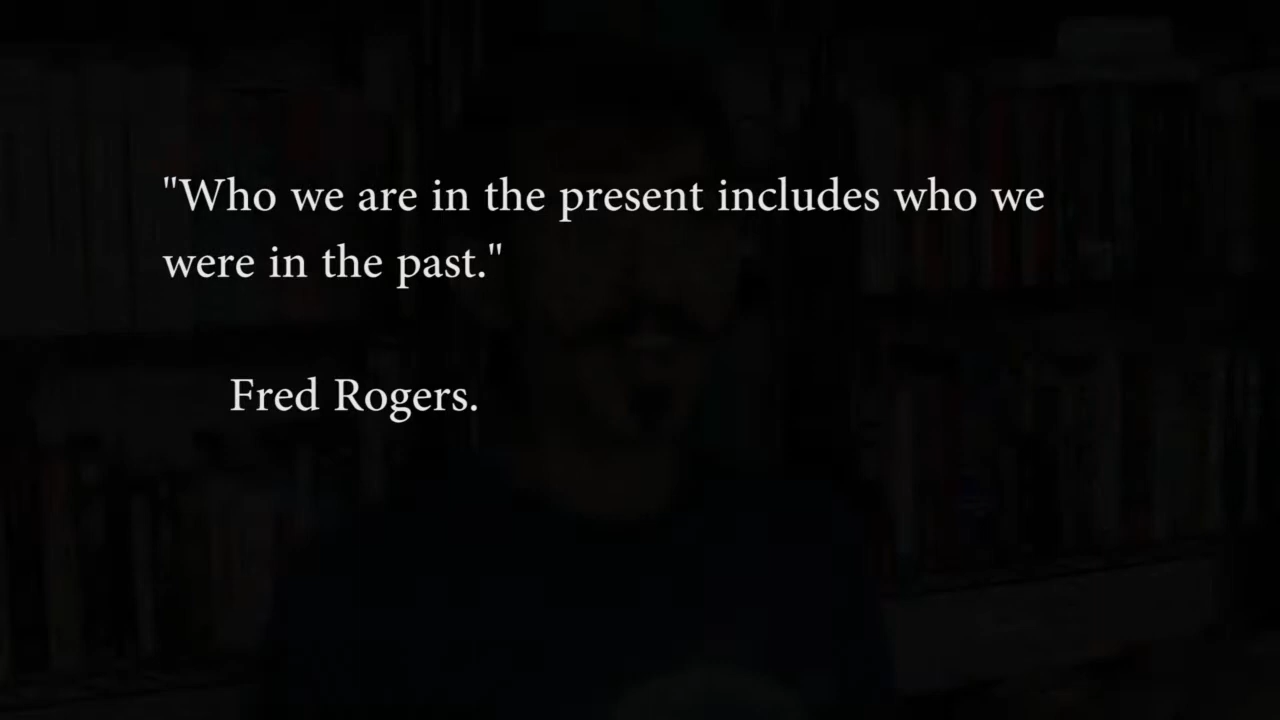 "Who we are in the present includes who we
were in the past."
Fred Rogers.